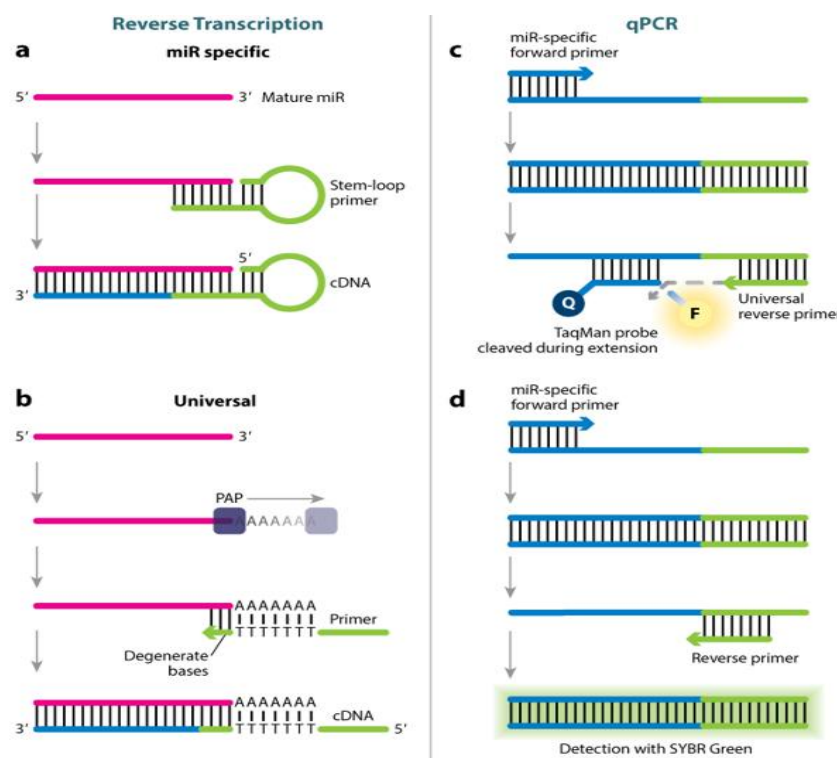 Reverse Transcription
a
miR specific
5′ 3′ Mature miR
Stem-loop
primer
5′
cDNA
3′
b
Universal
5′ 3′
PAP
AAAAAAA
AAAAAAA
Primer
TTTTTTT
Degenerate
bases
AAAAAAA
cDNA
3′ TTTTTTT 5′
qPCR
c
miR-specific
forward primer
Q
F
Universal
reverse primer
TaqMan probe
cleaved during extension
d
miR-specific
forward primer
Reverse primer
Detection with SYBR Green